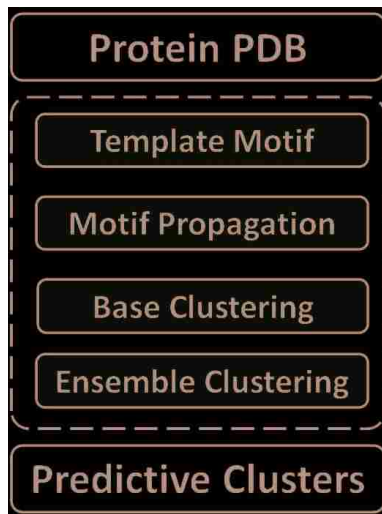 Protein PDB
Template Motif
Motif Propagation
Base Clustering
Ensemble Clustering
Predictive Clusters